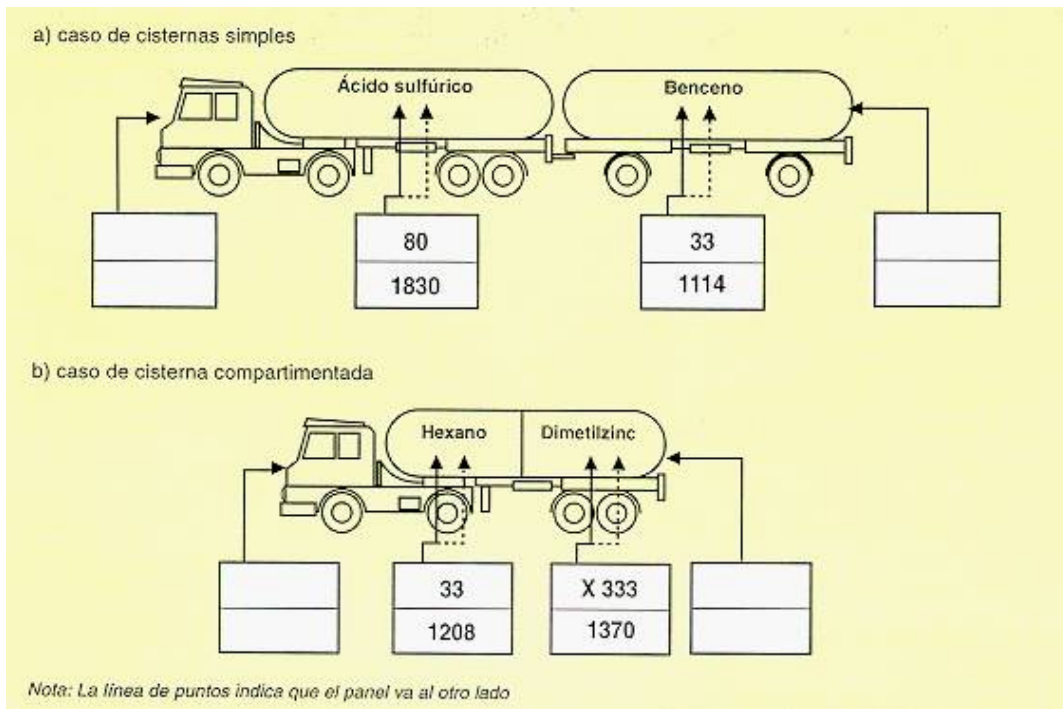 a) caso de cisternas simples
Ácido sulfúrico
Benceno
80
1830
33
1114
b) caso de cisterna compartimentada
Hexano
Dimetilzinc
33
1208
X 333
1370
Nota: La línea de puntos indica que el panel va al otro lado